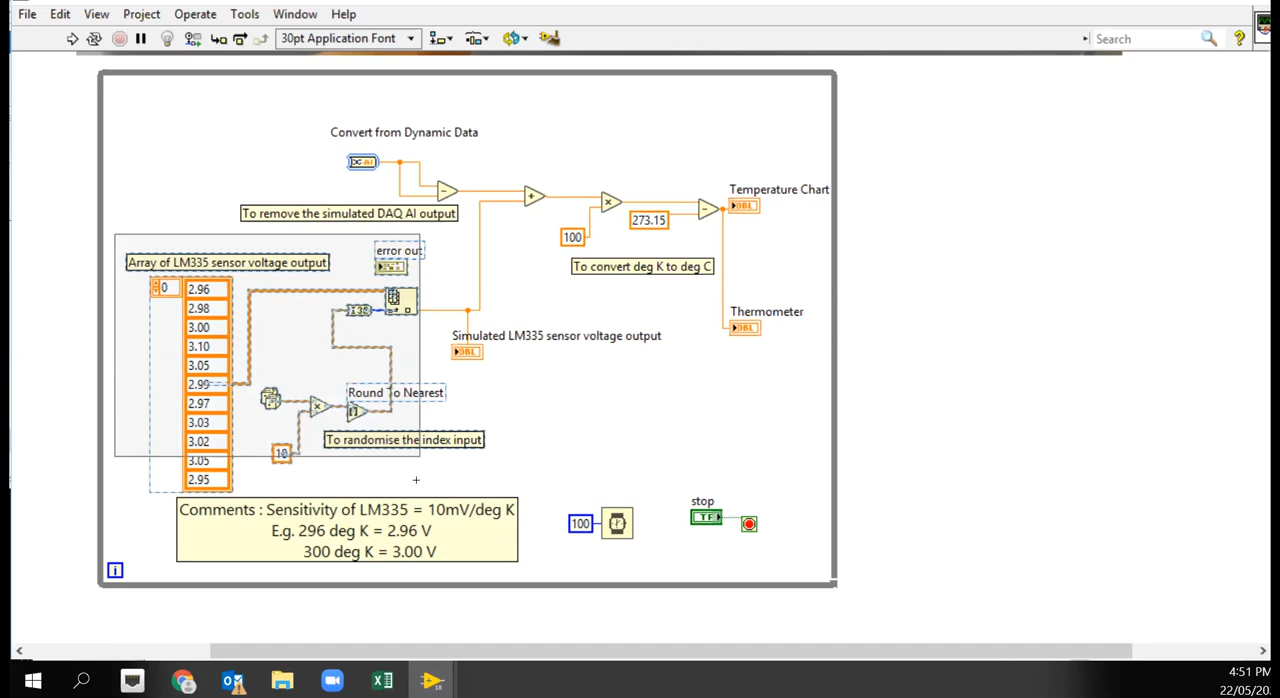 File Edit View Project Operate Tools Window Help
30pt Application Font
Search
?
Convert from Dynamic Data
AI
To remove the simulated DAQ AI output
Temperature Chart
DBL
273.15
100
To convert deg K to deg C
error out
Array of LM335 sensor voltage output
0
2.96
2.98
3.00
3.10
3.05
2.99
2.97
3.03
3.02
3.05
2.95
Thermometer
DBL
Simulated LM335 sensor voltage output
DBL
Round To Nearest
10
To randomise the index input
Comments : Sensitivity of LM335 = 10mV/deg K
E.g. 296 deg K = 2.96 V
300 deg K = 3.00 V
100
stop
TF
i
4:51 PM
22/05/20